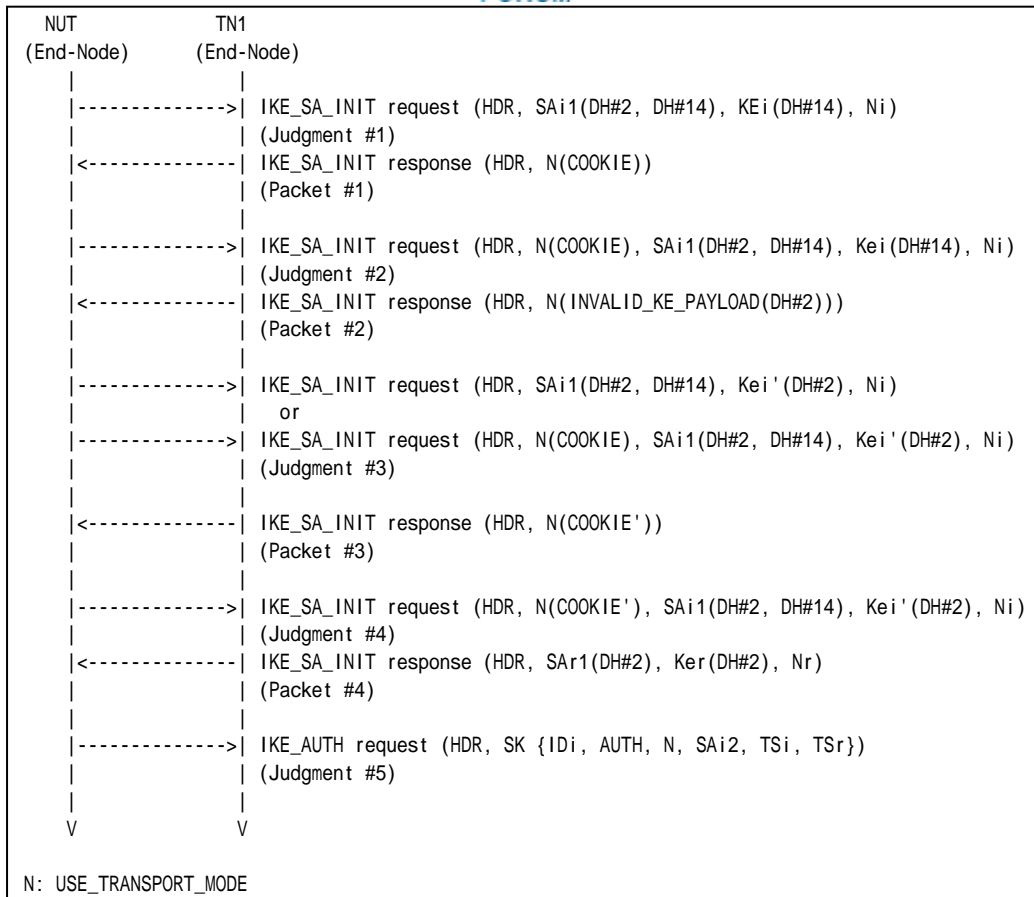 NUT TN1
(End-Node) (End-Node)
| |
|-------------->| IKE_SA_INIT request (HDR, SAi1(DH#2, DH#14), KEi(DH#14), Ni)
| | (Judgment #1)
|<--------------| IKE_SA_INIT response (HDR, N(COOKIE))
| | (Packet #1)
| |
|-------------->| IKE_SA_INIT request (HDR, N(COOKIE), SAi1(DH#2, DH#14), Kei(DH#14), Ni)
| | (Judgment #2)
|<--------------| IKE_SA_INIT response (HDR, N(INVALID_KE_PAYLOAD(DH#2)))
| | (Packet #2)
| |
|-------------->| IKE_SA_INIT request (HDR, SAi1(DH#2, DH#14), Kei'(DH#2), Ni)
| | or
|-------------->| IKE_SA_INIT request (HDR, N(COOKIE), SAi1(DH#2, DH#14), Kei'(DH#2), Ni)
| | (Judgment #3)
| |
|<--------------| IKE_SA_INIT response (HDR, N(COOKIE'))
| | (Packet #3)
| |
|-------------->| IKE_SA_INIT request (HDR, N(COOKIE'), SAi1(DH#2, DH#14), Kei'(DH#2), Ni)
| | (Judgment #4)
|<--------------| IKE_SA_INIT response (HDR, SAr1(DH#2), Ker(DH#2), Nr)
| | (Packet #4)
| |
|-------------->| IKE_AUTH request (HDR, SK {IDi, AUTH, N, SAi2, TSi, TSr})
| | (Judgment #5)
| |
V V
N: USE_TRANSPORT_MODE